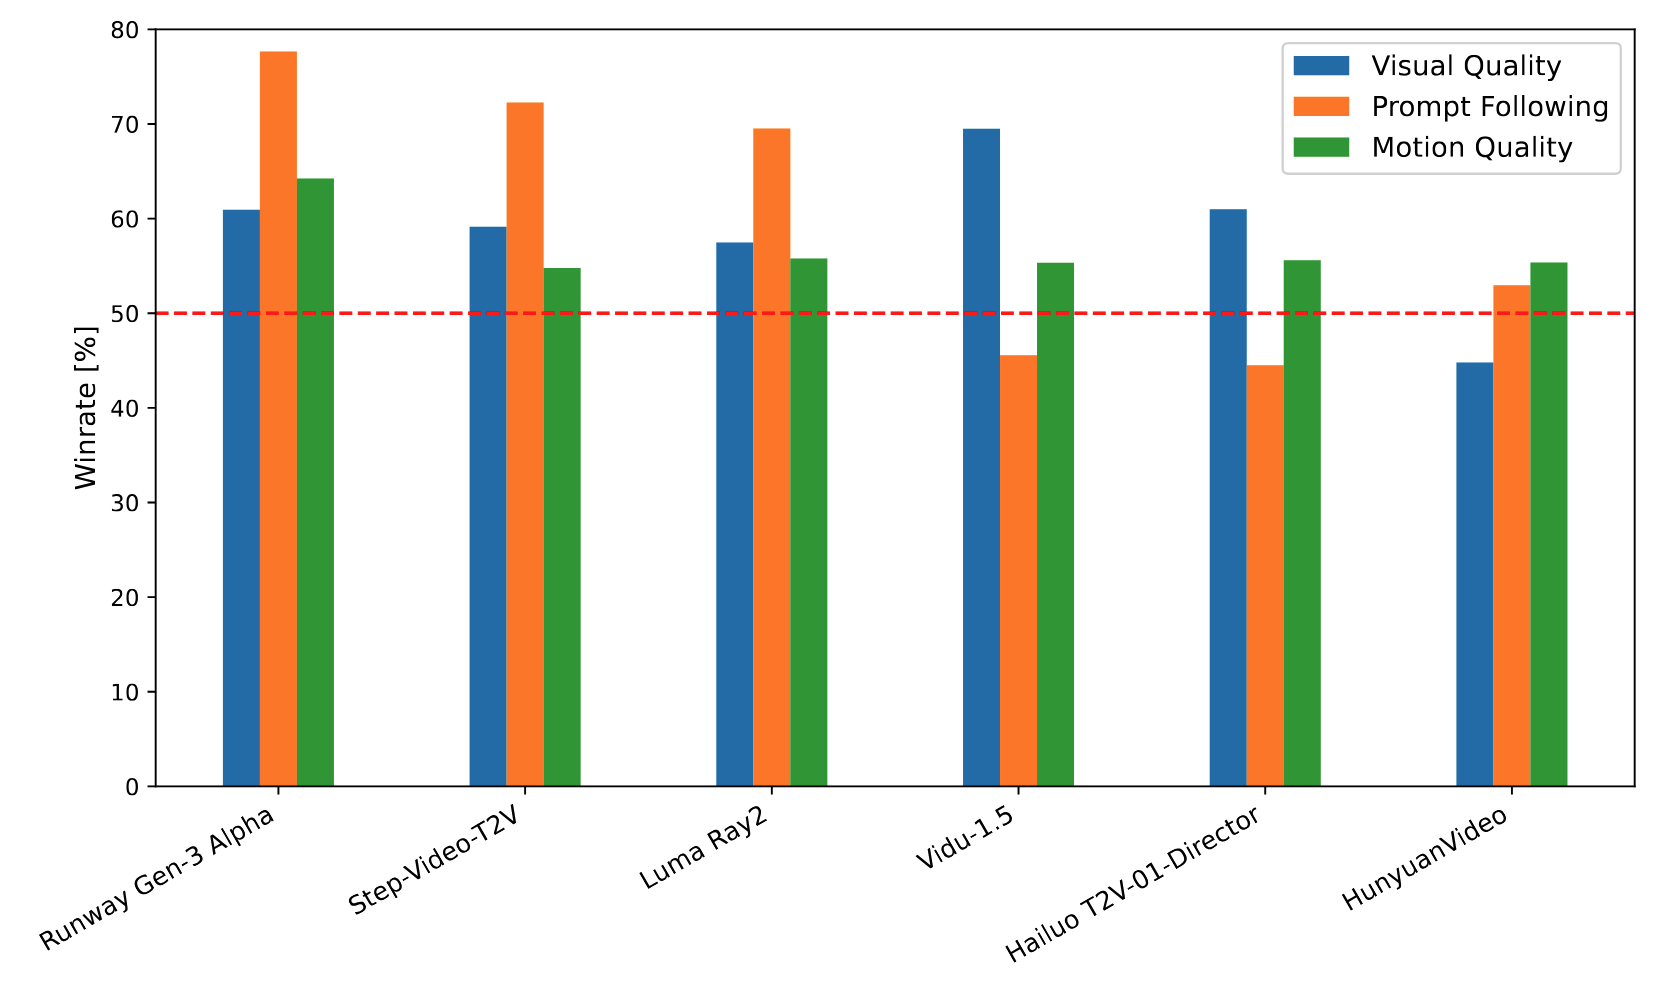 80
70
60
50
40
30
20
10
0
Winrate [%]
Visual Quality
Prompt Following
Motion Quality
Runway Gen-3 Alpha
Step-Video-T2V
Luma Ray2
Vidu-1.5
Hailuo T2V-01-Director
HunyuanVideo